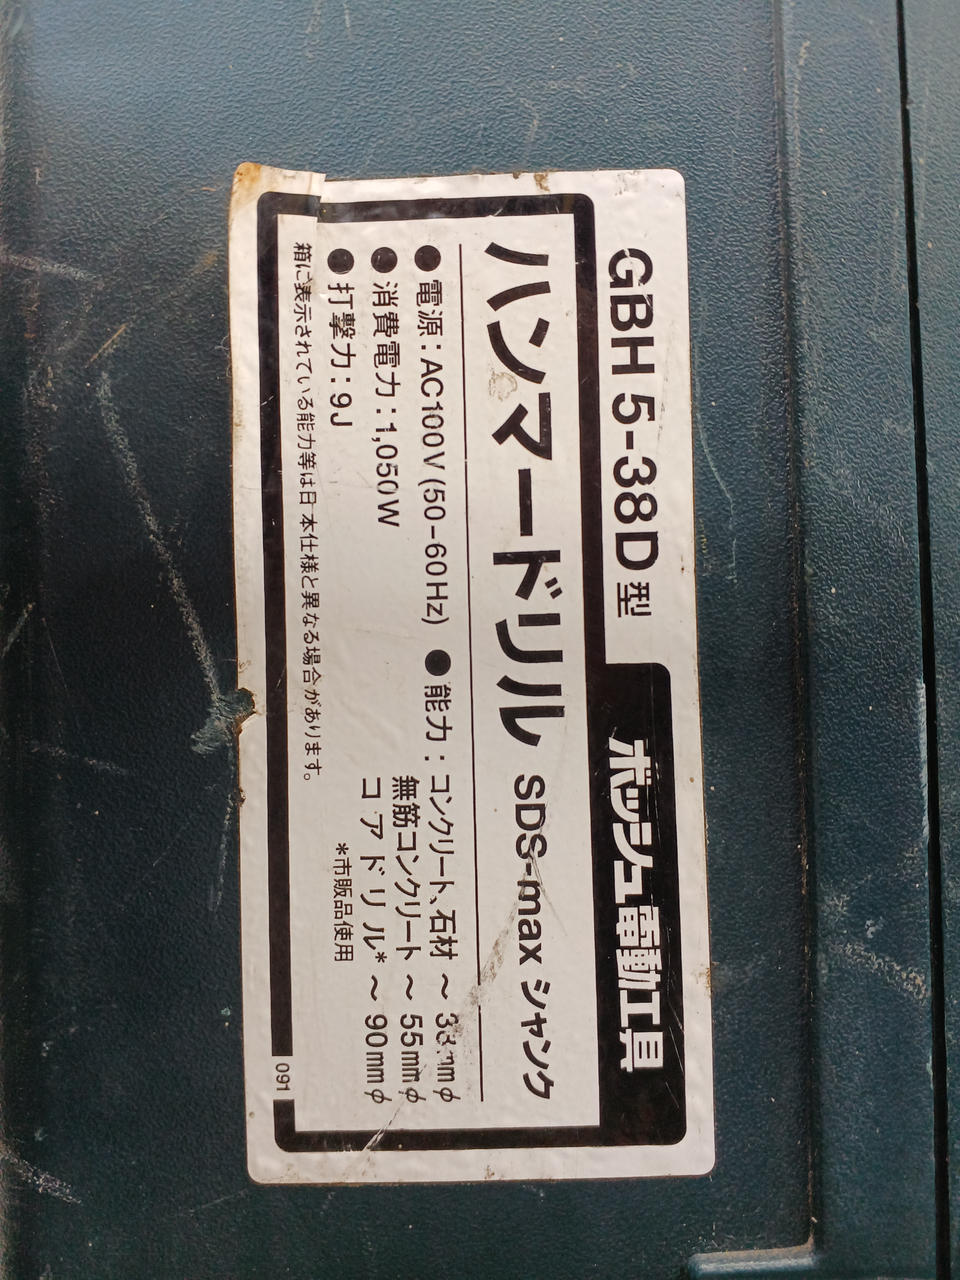 GBH 5-38D型
ボッシュ電動工具
ハンマードリル SDS-max シャンク
●電源：AC100V (50-60Hz)
●消費電力：1,050W
●打撃力：9J
●能力：コンクリート、石材 ～ 38mmφ
無筋コンクリート ～ 55mmφ
コアドリル* ～ 90mmφ
*市販品使用
箱に表示されている能力等は日本仕様と異なる場合があります。
091